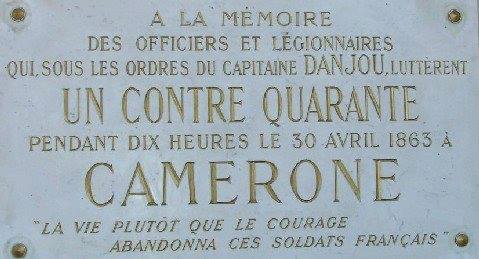 A LA MÉMOIRE
DES OFFICIERS ET LÉGIONNAIRES
QUI, SOUS LES ORDRES DU CAPITAINE DANJOU, LUTTÈRENT
UN CONTRE QUARANTE
PENDANT DIX HEURES LE 30 AVRIL 1863 À
CAMERONE
"LA VIE PLUTÔT QUE LE COURAGE
ABANDONNA CES SOLDATS FRANÇAIS"